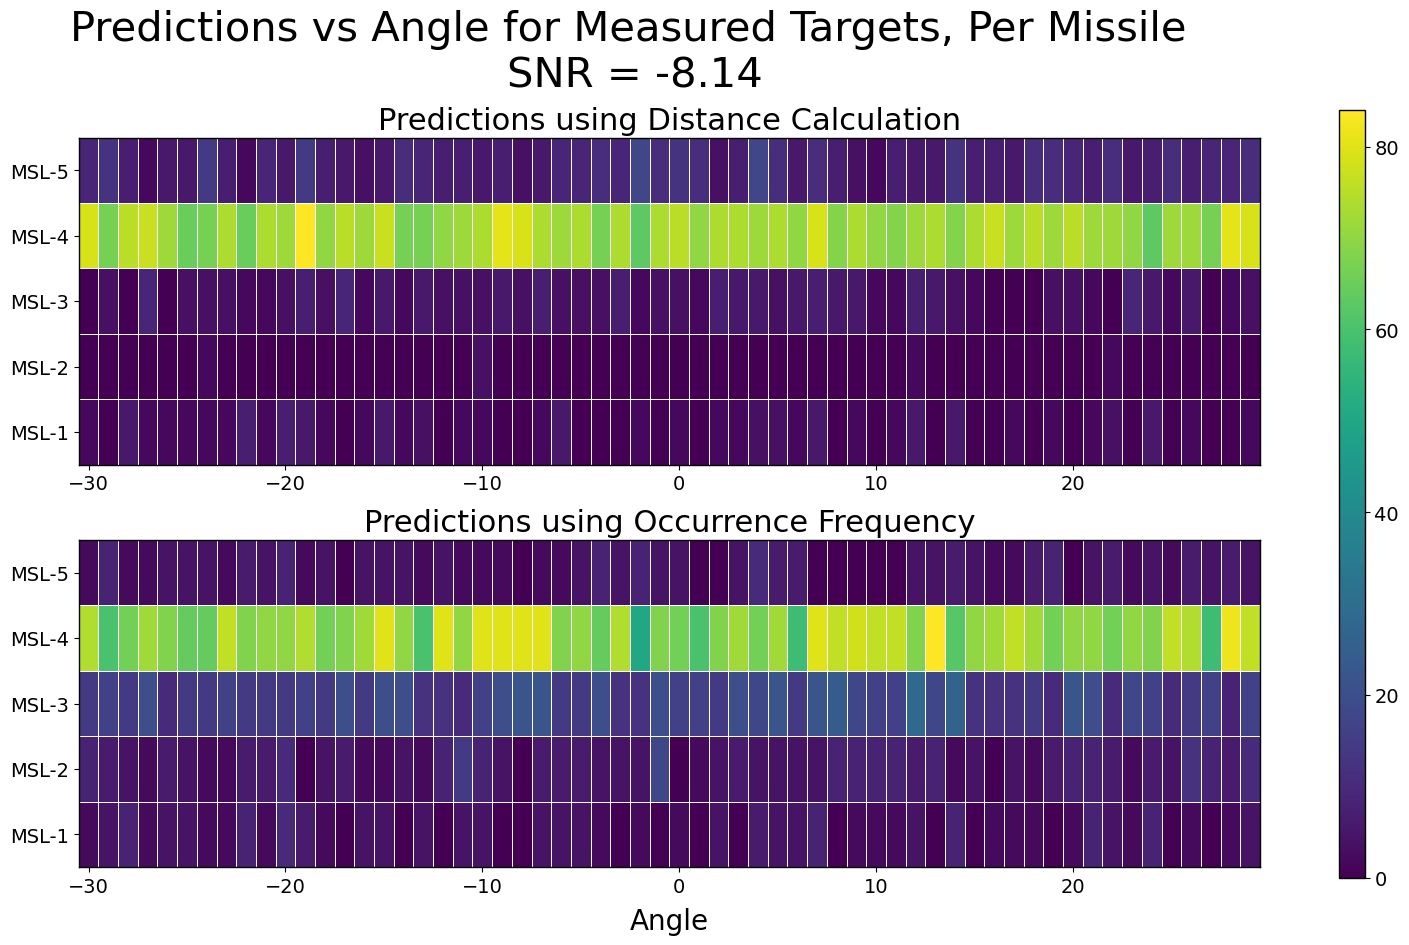 Predictions vs Angle for Measured Targets, Per Missile
SNR = -8.14
Predictions using Distance Calculation
MSL-5
MSL-4
MSL-3
MSL-2
MSL-1
−30 −20 −10 0 10 20
Predictions using Occurrence Frequency
MSL-5
MSL-4
MSL-3
MSL-2
MSL-1
−30 −20 −10 0 10 20
Angle
80
60
40
20
0